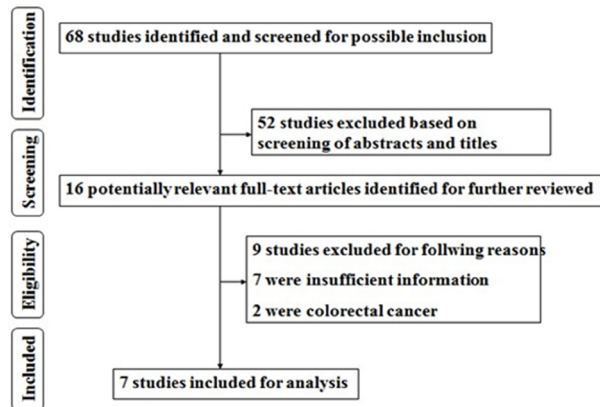 Identification
68 studies identified and screened for possible inclusion
52 studies excluded based on
screening of abstracts and titles
Screening
16 potentially relevant full-text articles identified for further reviewed
Eligibility
9 studies excluded for follwing reasons
7 were insufficient information
2 were colorectal cancer
Included
7 studies included for analysis